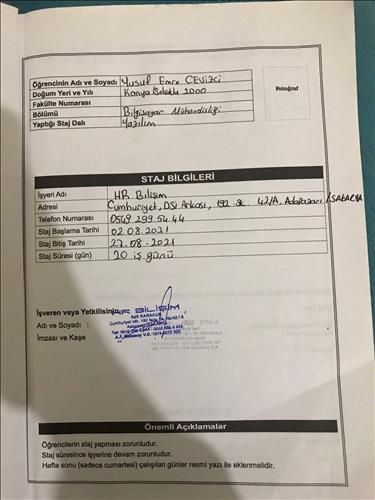 Öğrencinin Adı ve Soyadı Yusuf Emre CEVİZCİ
Doğum Yeri ve Yılı Konya Selçuklu 2000
Fakülte Numarası
Bölümü Bilgisayar Mühendisliği
Yaptığı Staj Dalı Yazılım
Fotoğraf
STAJ BİLGİLERİ
İşyeri Adı HR Bilişim
Adresi Cumhuriyet, DSİ Arkası, 192 Sk. 42/A, Adapazarı / SAKARYA
Telefon Numarası 0549 299 54 44
Staj Başlama Tarihi 02.08.2021
Staj Bitiş Tarihi 27.08.2021
Staj Süresi (gün) 20 iş günü
İşveren veya Yetkilisinin
BİLİŞİM
Adı ve Soyadı :
Sait KARAKUŞ
İmzası ve Kaşe
Önemli Açıklamalar
Öğrencilerin staj yapması zorunludur.
Staj süresince işyerine devam zorunludur.
Hafta sonu (sadece cumartesi) çalışılan günler resmi yazı ile eklenmelidir.